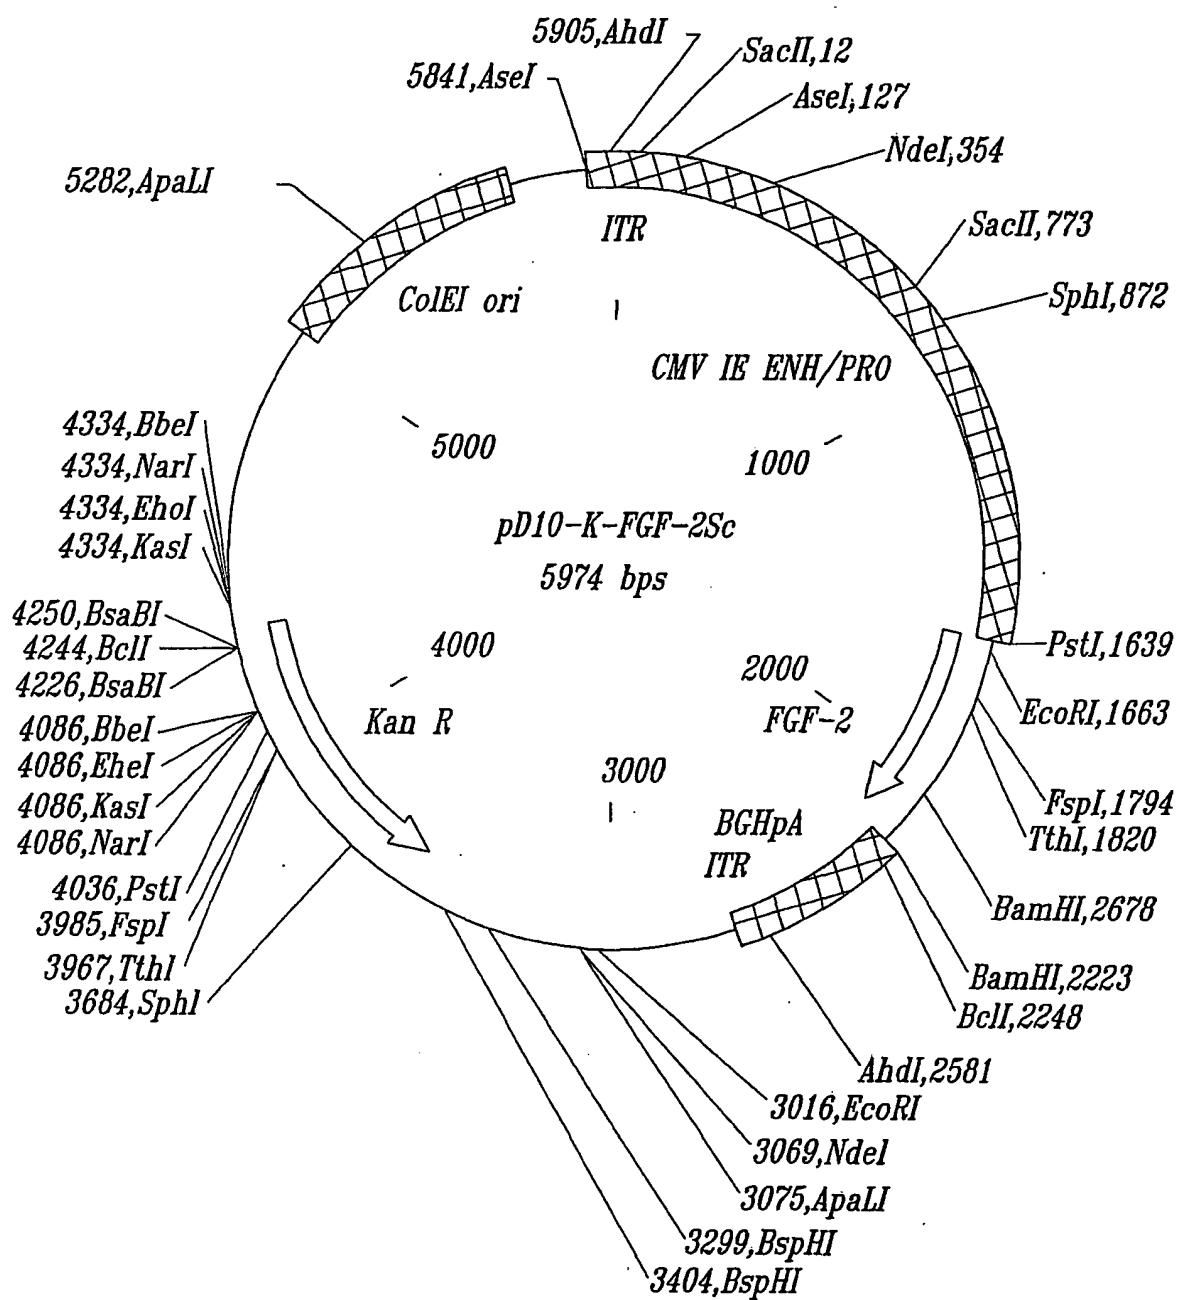 5905,AhdI
SacII,12
5841,AseI
AseI,127
NdeI,354
5282,ApaLI
SacII,773
ITR
SphI,872
ColEI ori
CMV IE ENH/PRO
4334,BbeI
4334,NarI
4334,EhoI
4334,KasI
5000
1000
pD10-K-FGF-2Sc
5974 bps
4250,BsaBI
4244,BclI
4226,BsaBI
4000
2000
PstI,1639
EcoRI,1663
4086,BbeI
4086,EheI
4086,KasI
4086,NarI
Kan R
FGF-2
3000
FspI,1794
TthI,1820
BGHpA
ITR
4036,PstI
3985,FspI
3967,TthI
3684,SphI
BamHI,2678
BamHI,2223
BclI,2248
AhdI,2581
3016,EcoRI
3069,NdeI
3075,ApaLI
3299,BspHI
3404,BspHI